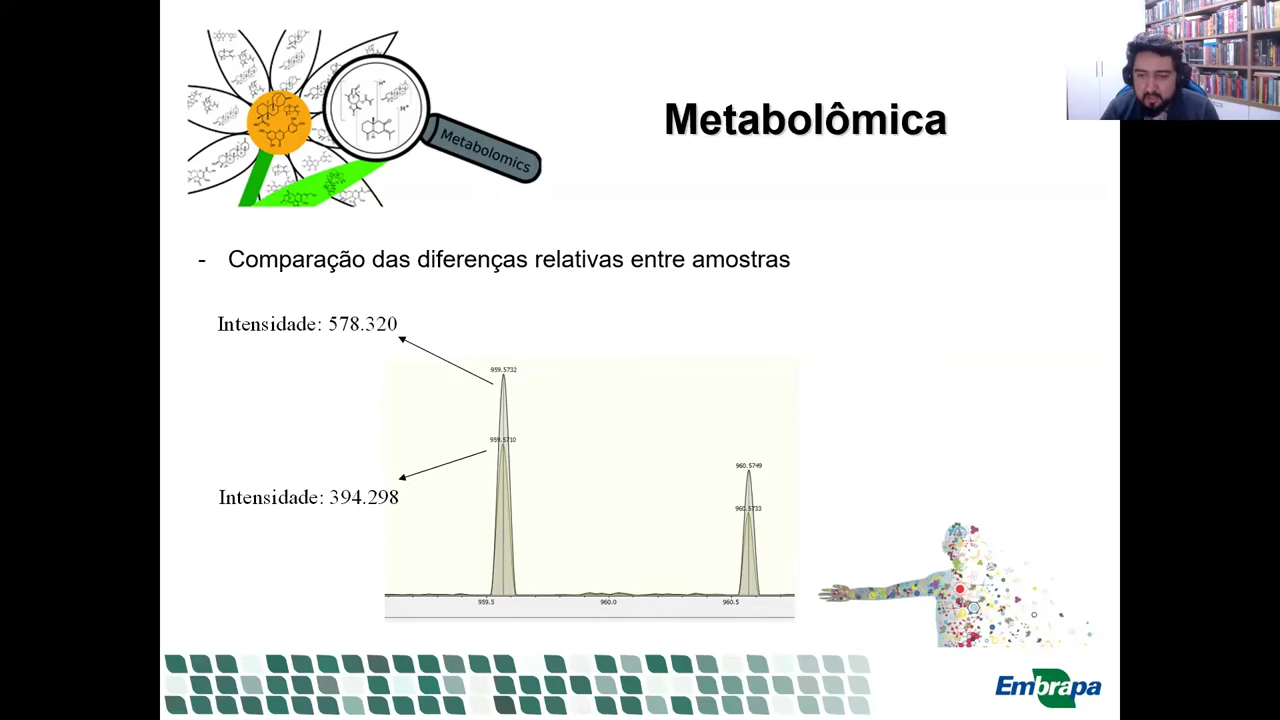 Metabolomics
Metabolômica
- Comparação das diferenças relativas entre amostras
Intensidade: 578.320
959.5732
959.5710
Intensidade: 394.298
960.5749
960.5733
959.5
960.0
960.5
Embrapa